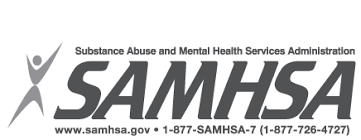 Substance Abuse and Mental Health Services Administration
SAMHSA
www.samhsa.gov • 1-877-SAMHSA-7 (1-877-726-4727)